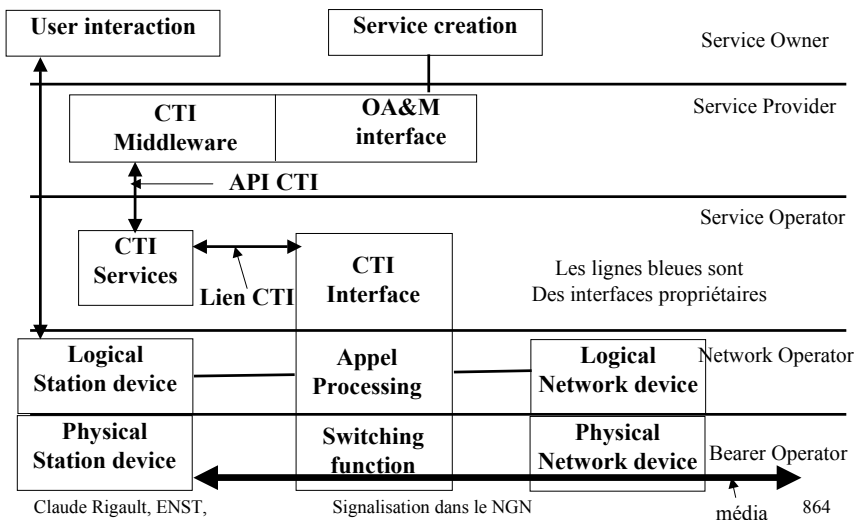 User interaction
Service creation
Service Owner
CTI
Middleware
OA&M
interface
Service Provider
API CTI
Service Operator
CTI
Services
Lien CTI
CTI
Interface
Les lignes bleues sont
Des interfaces propriétaires
Logical
Station device
Appel
Processing
Logical
Network device
Network Operator
Physical
Station device
Switching
function
Physical
Network device
Bearer Operator
Claude Rigault, ENST,
Signalisation dans le NGN
média
864